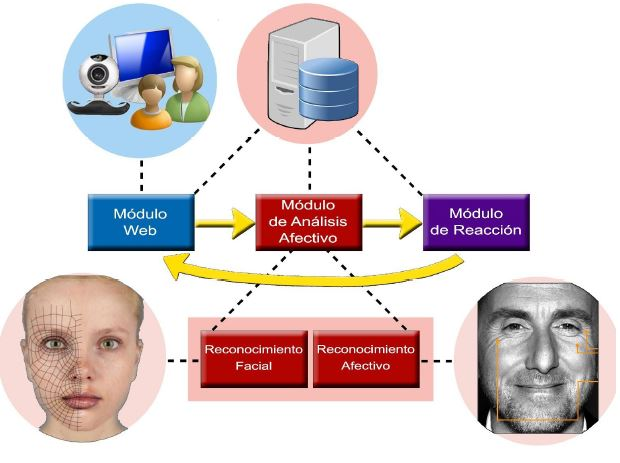 Módulo
Web
Módulo
de Análisis
Afectivo
Módulo
de Reacción
Reconocimiento
Facial
Reconocimiento
Afectivo